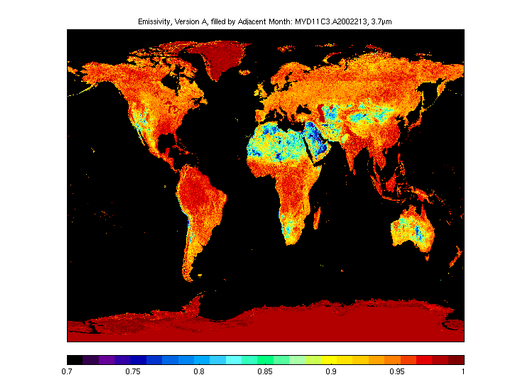 Emissivity, Version A, filled by Adjacent Month: MYD11C3.A2002213, 3.7μm
0.7 0.75 0.8 0.85 0.9 0.95 1